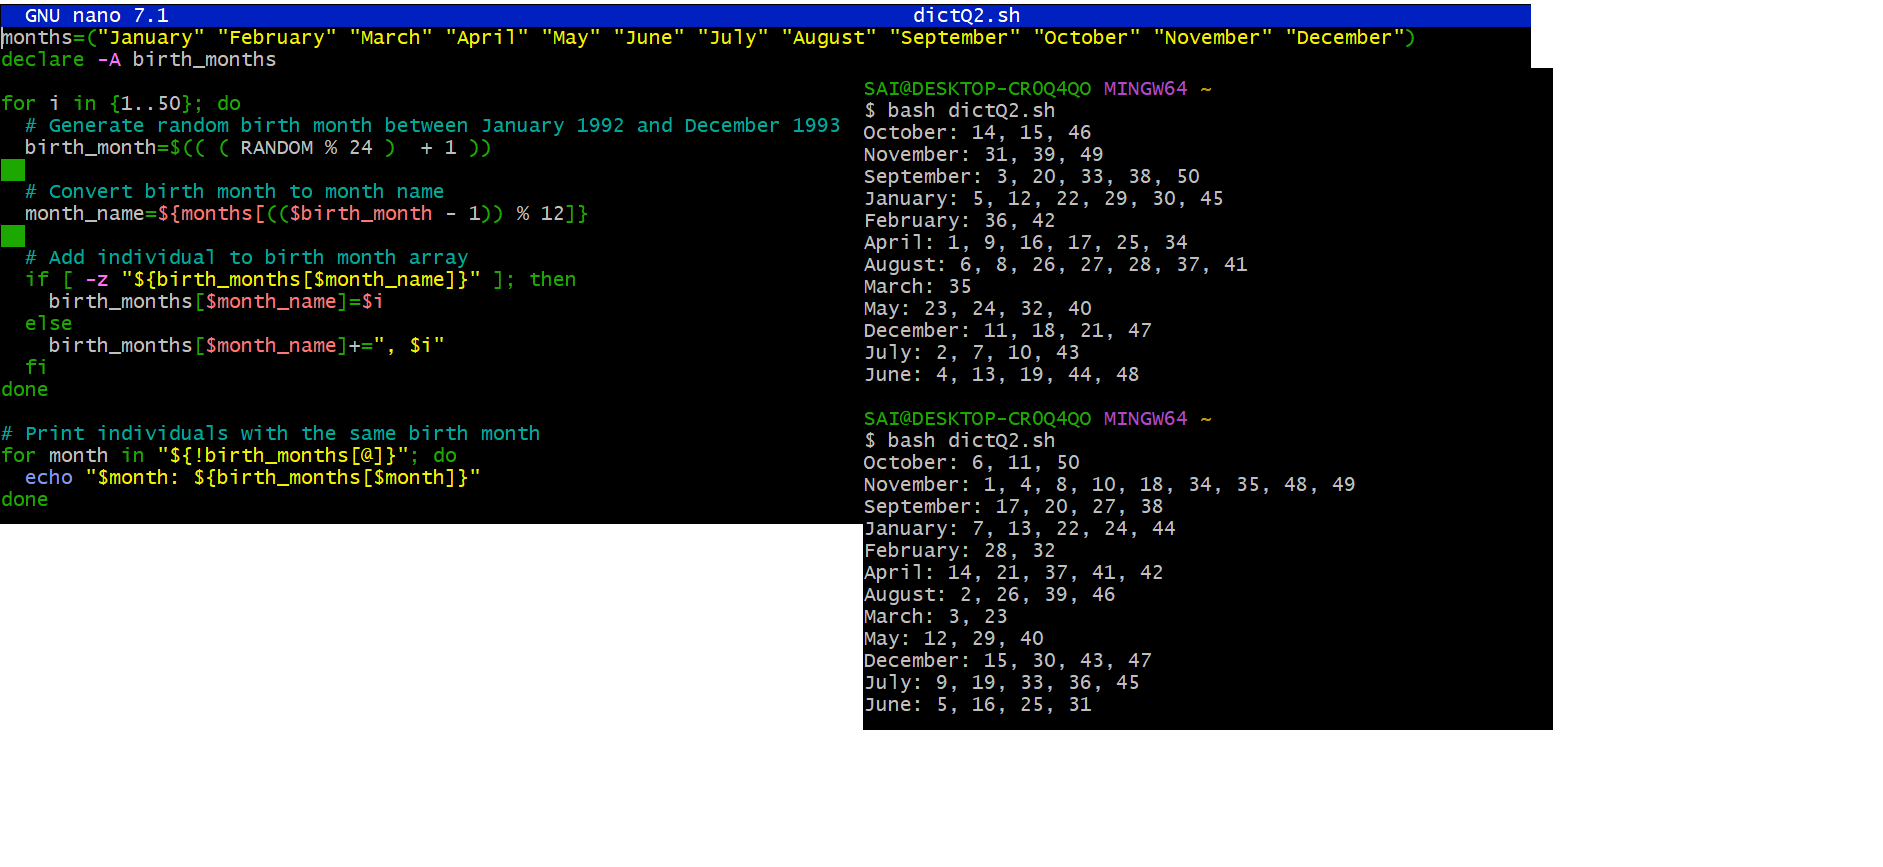 GNU nano 7.1 dictQ2.sh
months=("January" "February" "March" "April" "May" "June" "July" "August" "September" "October" "November" "December")
declare -A birth_months
for i in {1..50}; do
# Generate random birth month between January 1992 and December 1993
birth_month=$(( ( RANDOM % 24 )  + 1 ))
# Convert birth month to month name
month_name=${months[(($birth_month - 1)) % 12]}
# Add individual to birth month array
if [ -z "${birth_months[$month_name]}" ]; then
birth_months[$month_name]=$i
else
birth_months[$month_name]+=", $i"
fi
done
# Print individuals with the same birth month
for month in "${!birth_months[@]}"; do
echo "$month: ${birth_months[$month]}"
done
SAI@DESKTOP-CR0Q4QO MINGW64 ~
$ bash dictQ2.sh
October: 14, 15, 46
November: 31, 39, 49
September: 3, 20, 33, 38, 50
January: 5, 12, 22, 29, 30, 45
February: 36, 42
April: 1, 9, 16, 17, 25, 34
August: 6, 8, 26, 27, 28, 37, 41
March: 35
May: 23, 24, 32, 40
December: 11, 18, 21, 47
July: 2, 7, 10, 43
June: 4, 13, 19, 44, 48
SAI@DESKTOP-CR0Q4QO MINGW64 ~
$ bash dictQ2.sh
October: 6, 11, 50
November: 1, 4, 8, 10, 18, 34, 35, 48, 49
September: 17, 20, 27, 38
January: 7, 13, 22, 24, 44
February: 28, 32
April: 14, 21, 37, 41, 42
August: 2, 26, 39, 46
March: 3, 23
May: 12, 29, 40
December: 15, 30, 43, 47
July: 9, 19, 33, 36, 45
June: 5, 16, 25, 31